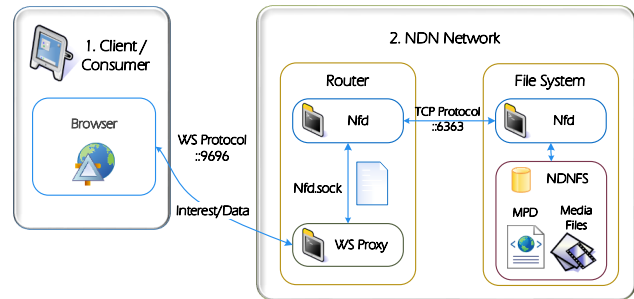 1. Client /
Consumer
Browser
WS Protocol
::9696
Interest/Data
2. NDN Network
Router
Nfd
Nfd.sock
WS Proxy
TCP Protocol
::6363
File System
Nfd
NDNFS
MPD
Media
Files